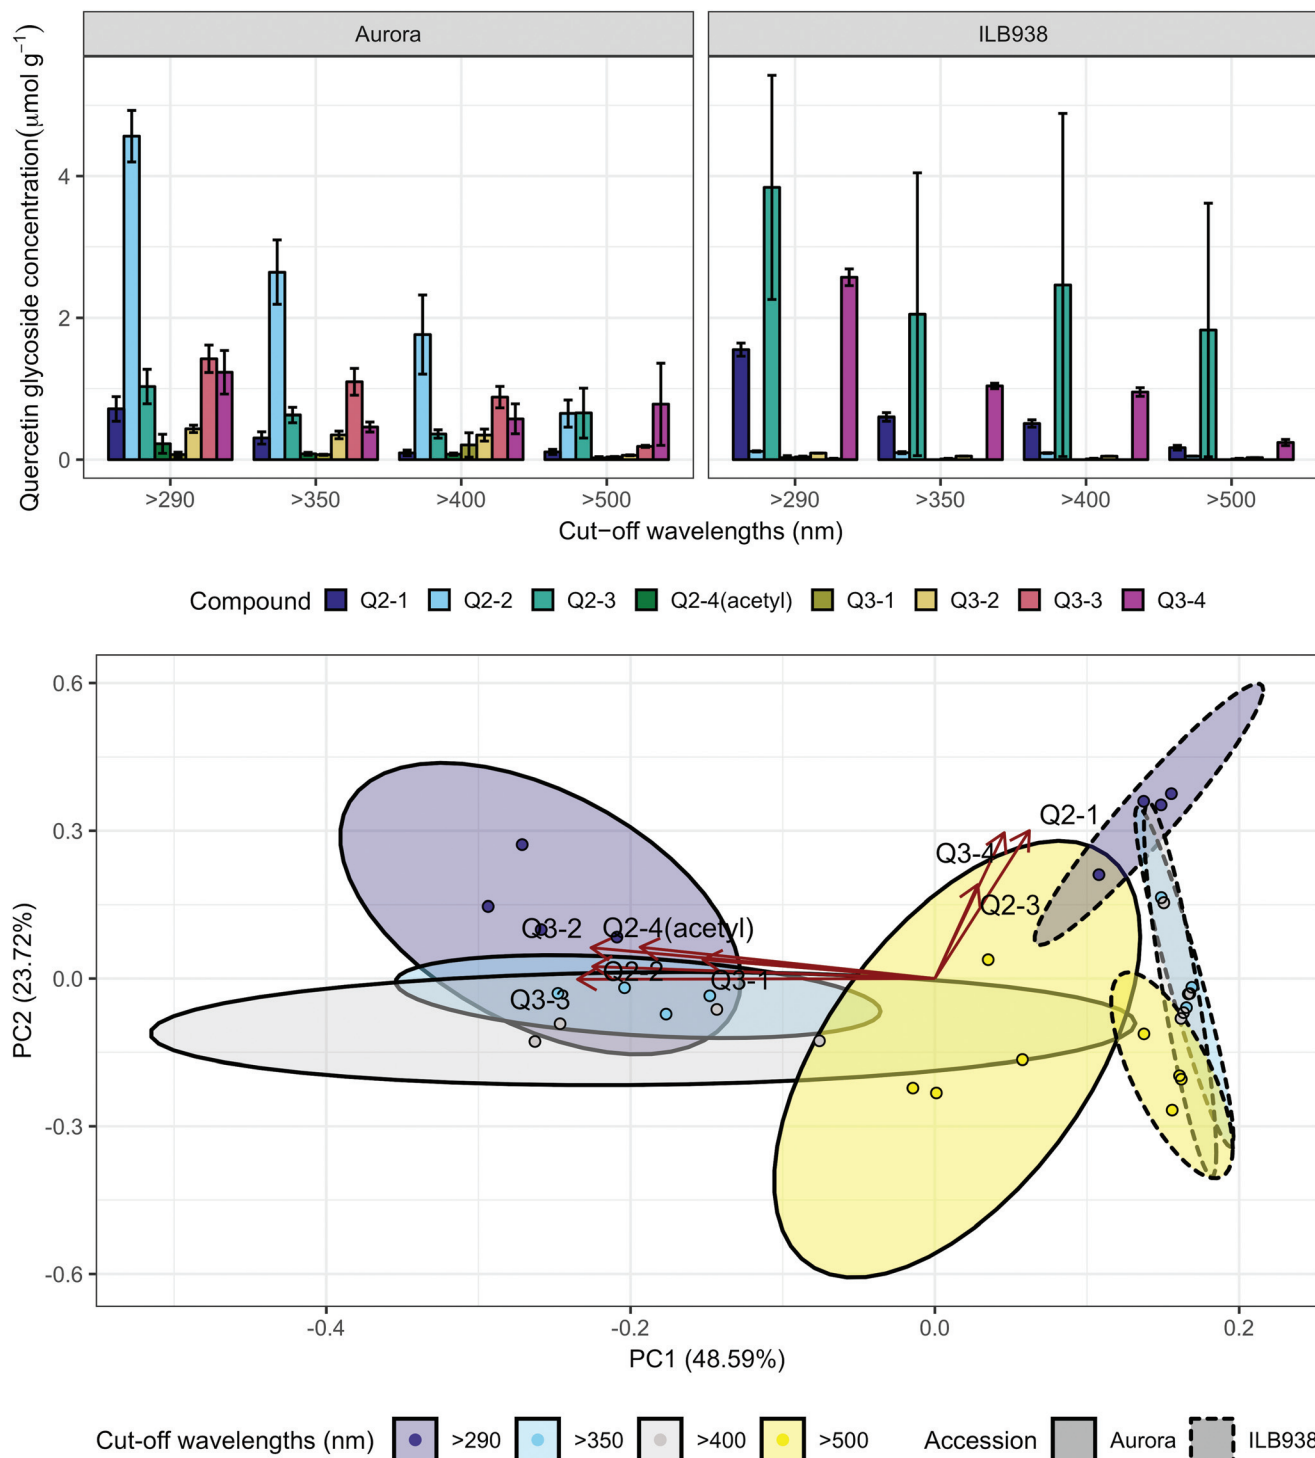 Aurora
ILB938
Quercetin glycoside concentration(μmol g⁻¹)
4
2
0
>290
>350
>400
>500
>290
>350
>400
>500
Cut−off wavelengths (nm)
Compound Q2-1 Q2-2 Q2-3 Q2-4(acetyl) Q3-1 Q3-2 Q3-3 Q3-4
PC2 (23.72%)
0.6
0.3
0.0
-0.3
-0.6
Q2-1
Q3-4
Q2-3
Q3-2
Q2-4(acetyl)
Q2-2
Q3-1
Q3-3
-0.4
-0.2
0.0
0.2
PC1 (48.59%)
Cut-off wavelengths (nm) >290 >350 >400 >500 Accession Aurora ILB938